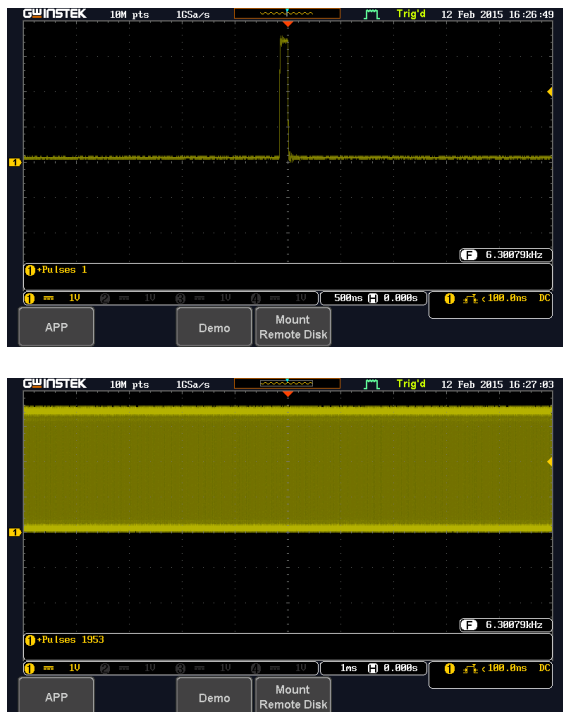 GWINSTEK 10M pts 1GSa/s Trig'd 12 Feb 2015 16:26:49
1
F 6.30079kHz
1 +Pulses 1
1 1V 2 1V 3 1V 4 1V 500ns H 0.000s 1 <100.0ns DC
APP Demo Mount
Remote Disk
GWINSTEK 10M pts 1GSa/s Trig'd 12 Feb 2015 16:27:03
1
F 6.30079kHz
1 +Pulses 1953
1 1V 2 1V 3 1V 4 1V 1ms H 0.000s 1 <100.0ns DC
APP Demo Mount
Remote Disk